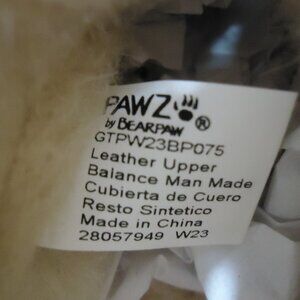 PAWZ ®
by BEARPAW
GTPW23BP075
Leather Upper
Balance Man Made
Cubierta de Cuero
Resto Sintetico
Made in China
28057949 W23